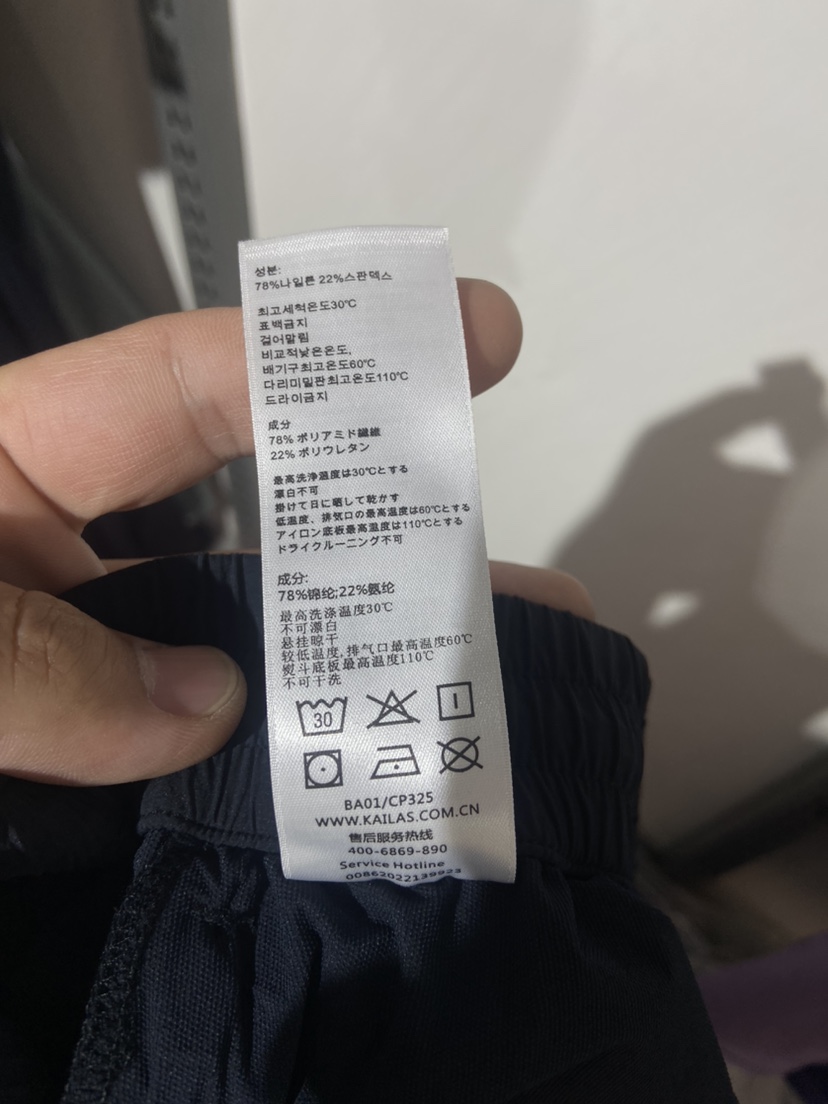 성분:
78%나일론 22%스판덱스
최고세척온도30℃
표백금지
걸어말림
비교적낮은온도,
배기구최고온도60℃
다리미밑판최고온도110℃
드라이금지
成分
78% ポリアミド繊維
22% ポリウレタン
最高洗浄温度は30℃とする
漂白不可
掛けて日に晒して乾かす
低温度、排気口の最高温度は60℃とする
アイロン底板最高温度は110℃とする
ドライクルーニング不可
成分:
78%锦纶;22%氨纶
最高洗涤温度30℃
不可漂白
悬挂晾干
较低温度,排气口最高温度60℃
熨斗底板最高温度110℃
不可干洗
30
BA01/CP325
WWW.KAILAS.COM.CN
售后服务热线
400-6869-890
Service Hotline